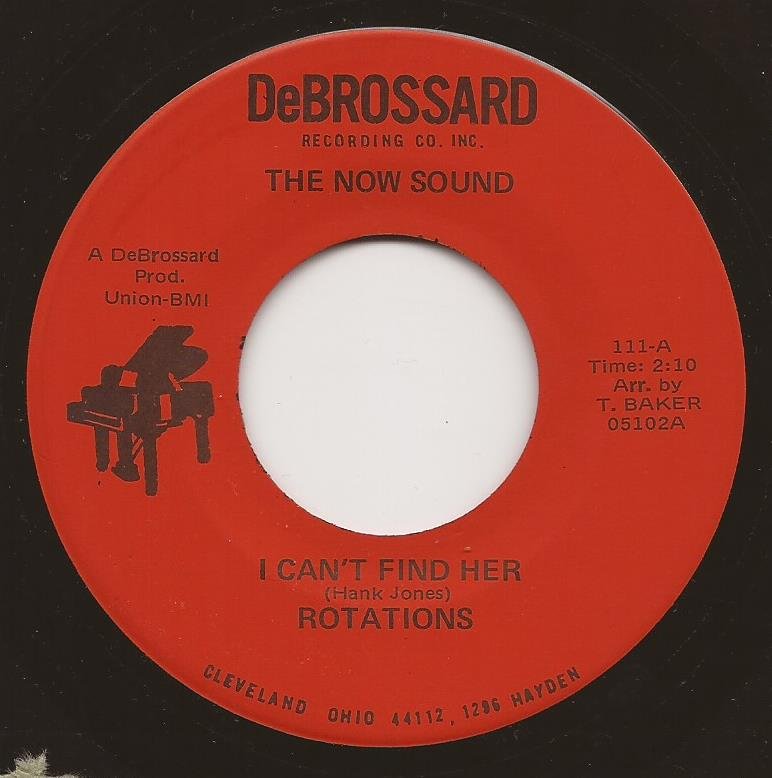 DeBROSSARD
RECORDING CO. INC.
THE NOW SOUND
A DeBrossard
Prod.
Union-BMI
111-A
Time: 2:10
Arr. by
T. BAKER
05102A
I CAN'T FIND HER
(Hank Jones)
ROTATIONS
CLEVELAND OHIO 44112, 1296 HAYDEN